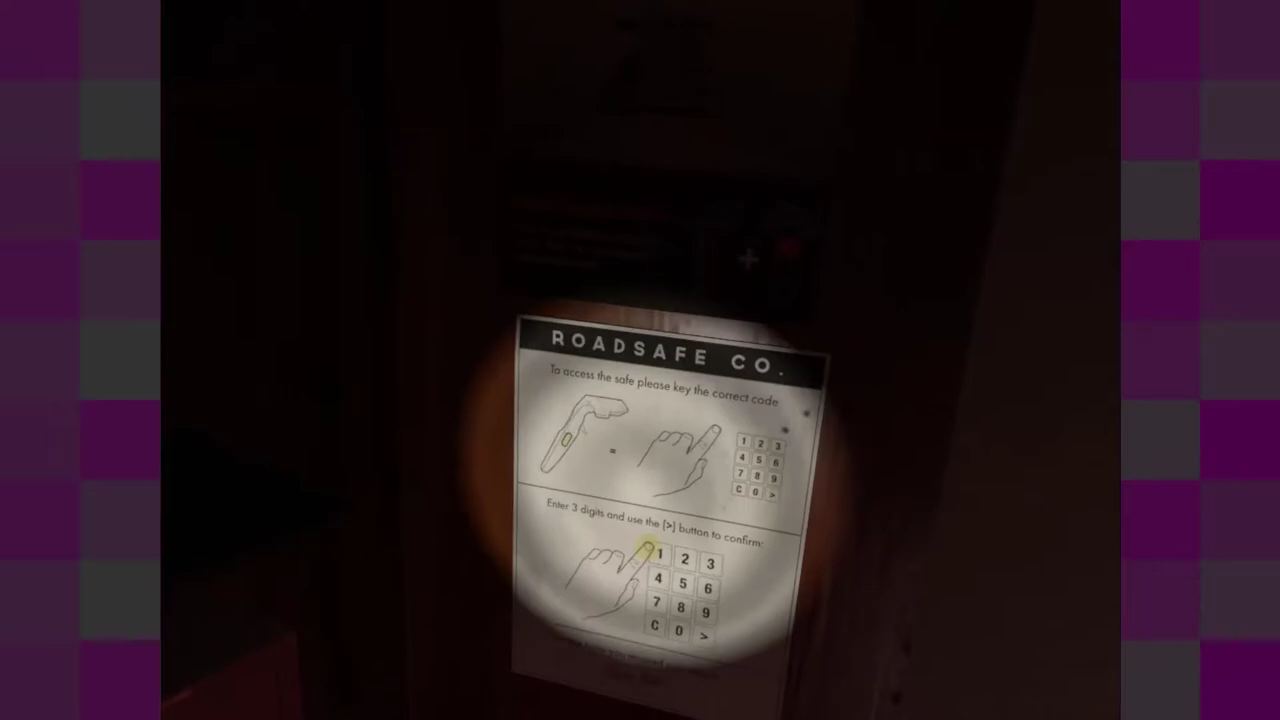 ROADSAFE CO.
To access the safe please key the correct code
=
1 2 3
4 5 6
7 8 9
C 0 >
Enter 3 digits and use the [>] button to confirm:
1 2 3
4 5 6
7 8 9
C 0 >